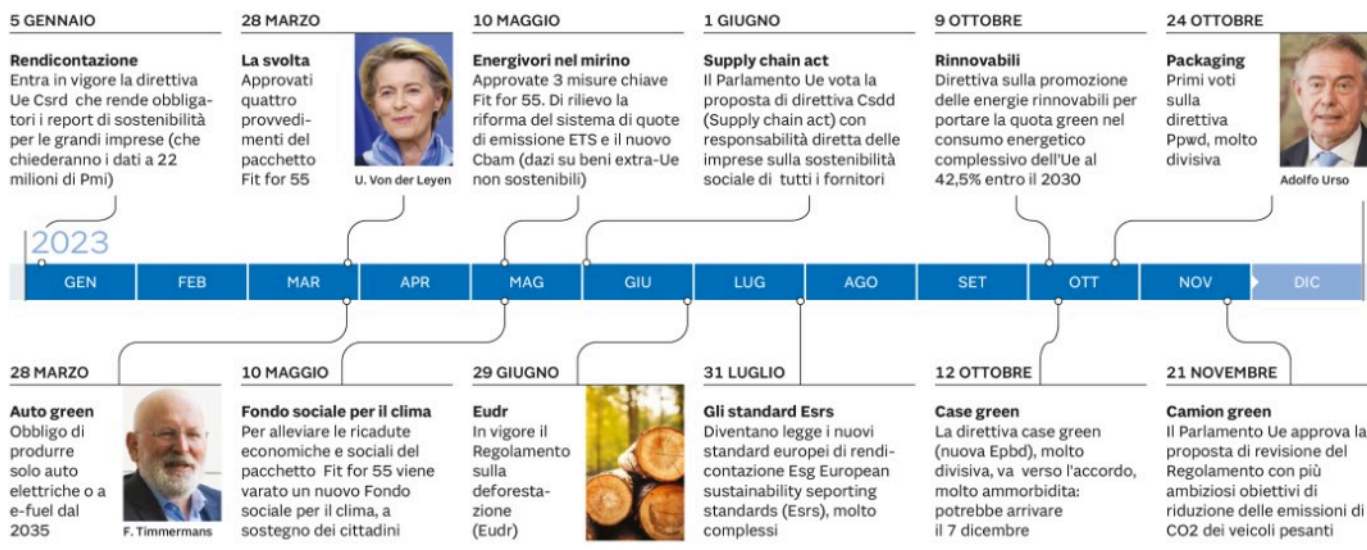 5 GENNAIO
Rendicontazione
Entra in vigore la direttiva
Ue Csrd che rende obbliga-
tori i report di sostenibilità
per le grandi imprese (che
chiederanno i dati a 22
milioni di Pmi)
28 MARZO
La svolta
Approvati
quattro
provvedi-
menti del
pacchetto
Fit for 55
U. Von der Leyen
10 MAGGIO
Energivori nel mirino
Approvate 3 misure chiave
Fit for 55. Di rilievo la
riforma del sistema di quote
di emissione ETS e il nuovo
Cbam (dazi su beni extra-Ue
non sostenibili)
1 GIUGNO
Supply chain act
Il Parlamento Ue vota la
proposta di direttiva Csdd
(Supply chain act) con
responsabilità diretta delle
imprese sulla sostenibilità
sociale di tutti i fornitori
9 OTTOBRE
Rinnovabili
Direttiva sulla promozione
delle energie rinnovabili per
portare la quota green nel
consumo energetico
complessivo dell'Ue al
42,5% entro il 2030
24 OTTOBRE
Packaging
Primi voti
sulla
direttiva
Ppwd, molto
divisiva
Adolfo Urso
2023
GEN FEB MAR APR MAG GIU LUG AGO SET OTT NOV DIC
28 MARZO
Auto green
Obbligo di
produrre
solo auto
elettriche o a
e-fuel dal
2035
F. Timmermans
10 MAGGIO
Fondo sociale per il clima
Per alleviare le ricadute
economiche e sociali del
pacchetto Fit for 55 viene
varato un nuovo Fondo
sociale per il clima, a
sostegno dei cittadini
29 GIUGNO
Eudr
In vigore il
Regolamento
sulla
deforesta-
zione
(Eudr)
31 LUGLIO
Gli standard Esrs
Diventano legge i nuovi
standard europei di rendi-
contazione Esg European
sustainability seporting
standards (Esrs), molto
complessi
12 OTTOBRE
Case green
La direttiva case green
(nuova Epbd), molto
divisiva, va verso l'accordo,
molto ammorbidita:
potrebbe arrivare
il 7 dicembre
21 NOVEMBRE
Camion green
Il Parlamento Ue approva la
proposta di revisione del
Regolamento con più
ambiziosi obiettivi di
riduzione delle emissioni di
CO2 dei veicoli pesanti